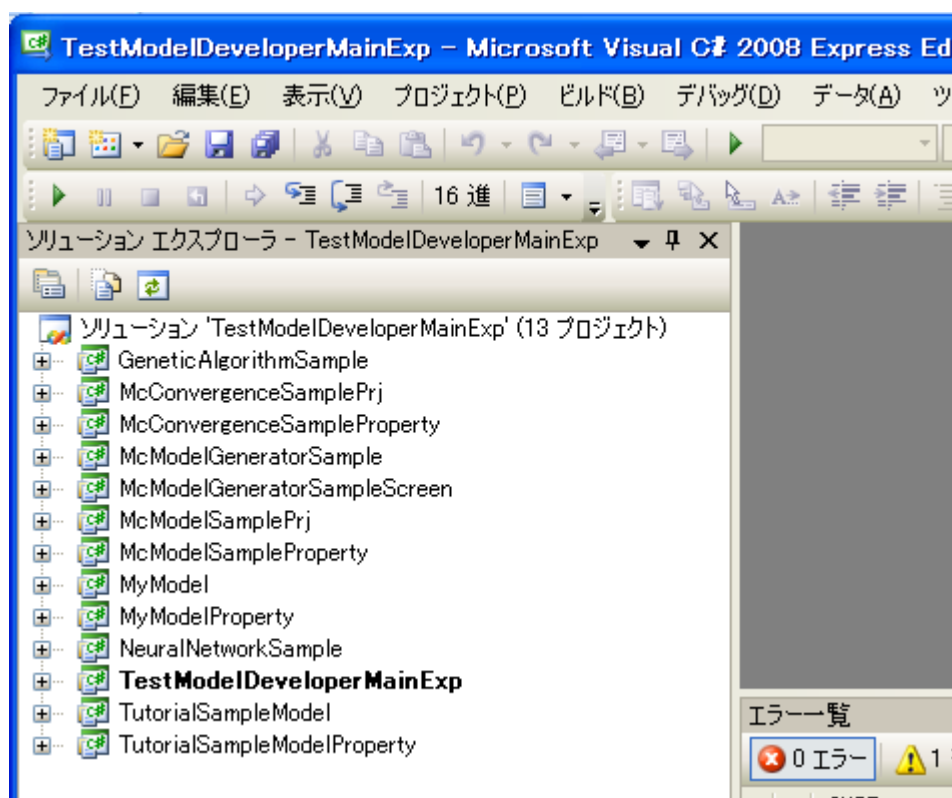 TestModelDeveloperMainExp - Microsoft Visual C# 2008 Express Ed
ファイル(F) 編集(E) 表示(V) プロジェクト(P) ビルド(B) デバッグ(D) データ(A) ツ
16 進
ソリューション エクスプローラ - TestModelDeveloperMainExp
ソリューション 'TestModelDeveloperMainExp' (13 プロジェクト)
GeneticAlgorithmSample
McConvergenceSamplePrj
McConvergenceSampleProperty
McModelGeneratorSample
McModelGeneratorSampleScreen
McModelSamplePrj
McModelSampleProperty
MyModel
MyModelProperty
NeuralNetworkSample
TestModelDeveloperMainExp
TutorialSampleModel
TutorialSampleModelProperty
エラー一覧
0 エラー 1